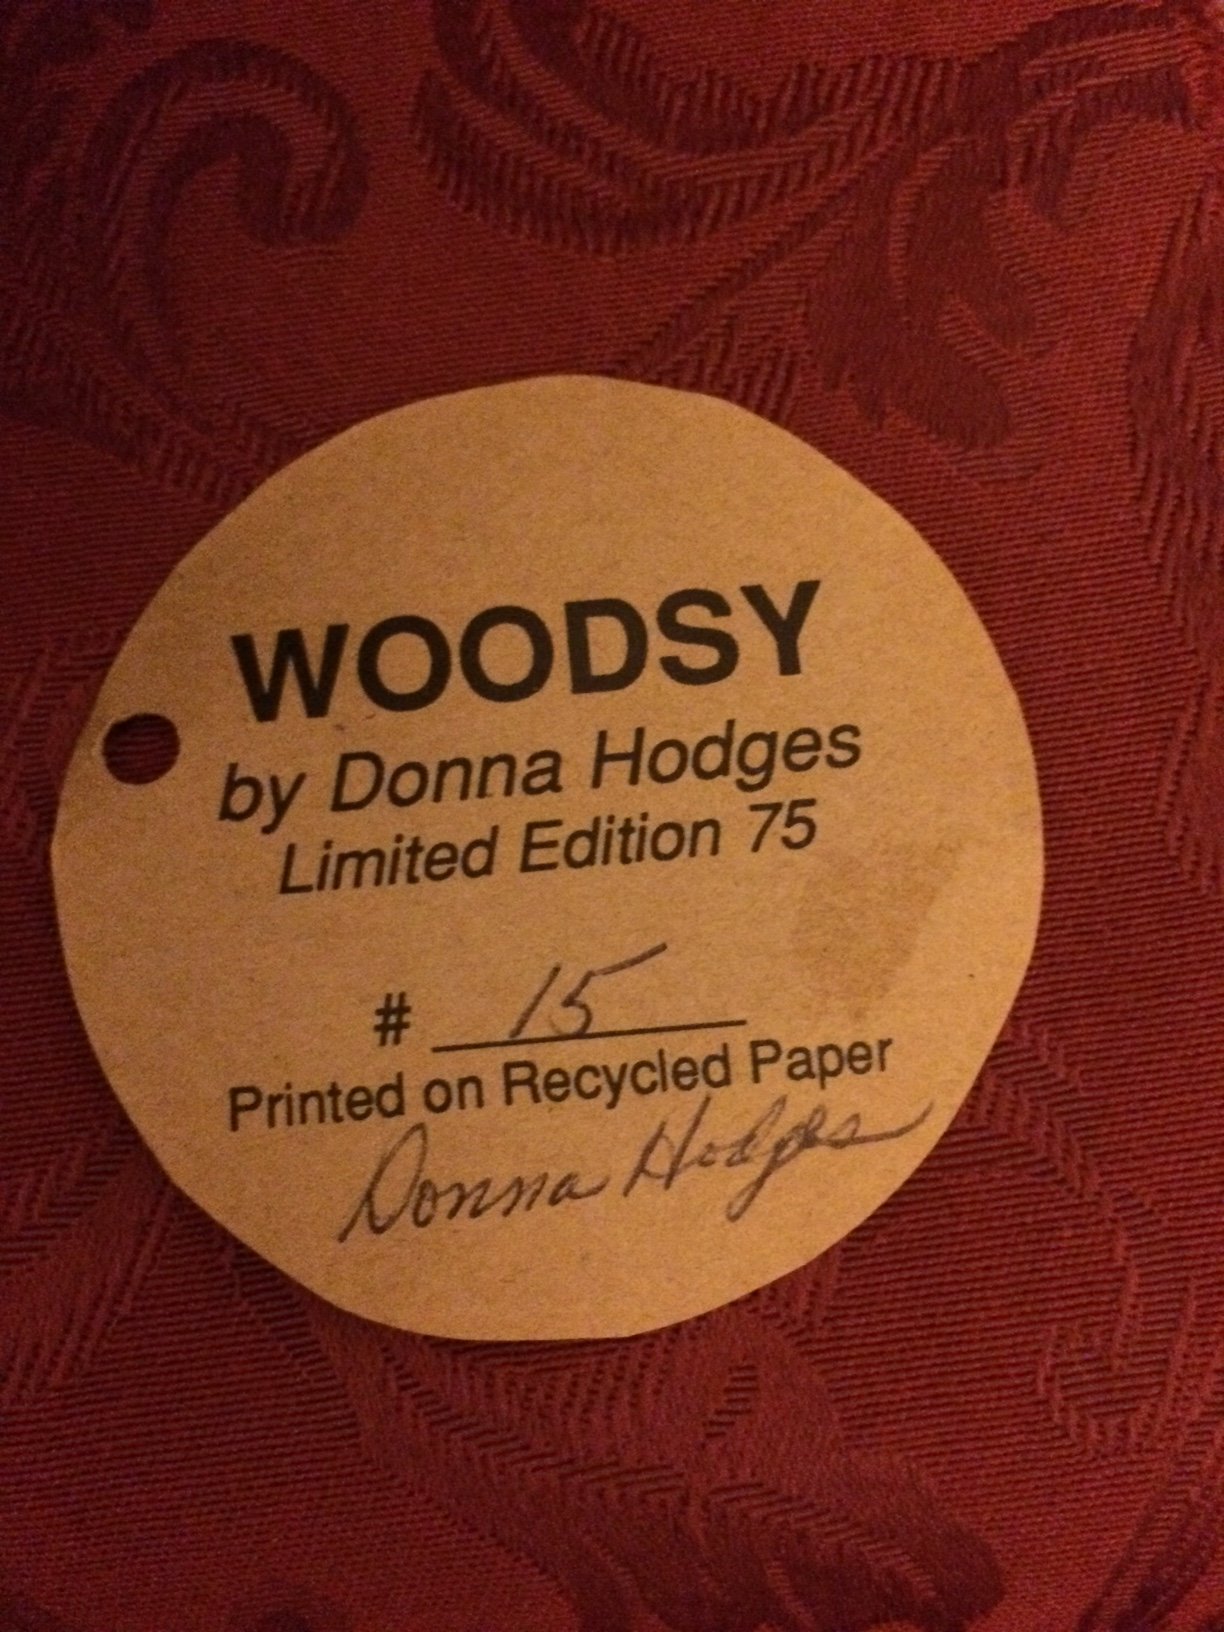 WOODSY
by Donna Hodges
Limited Edition 75
# 15
Printed on Recycled Paper
Donna Hodges